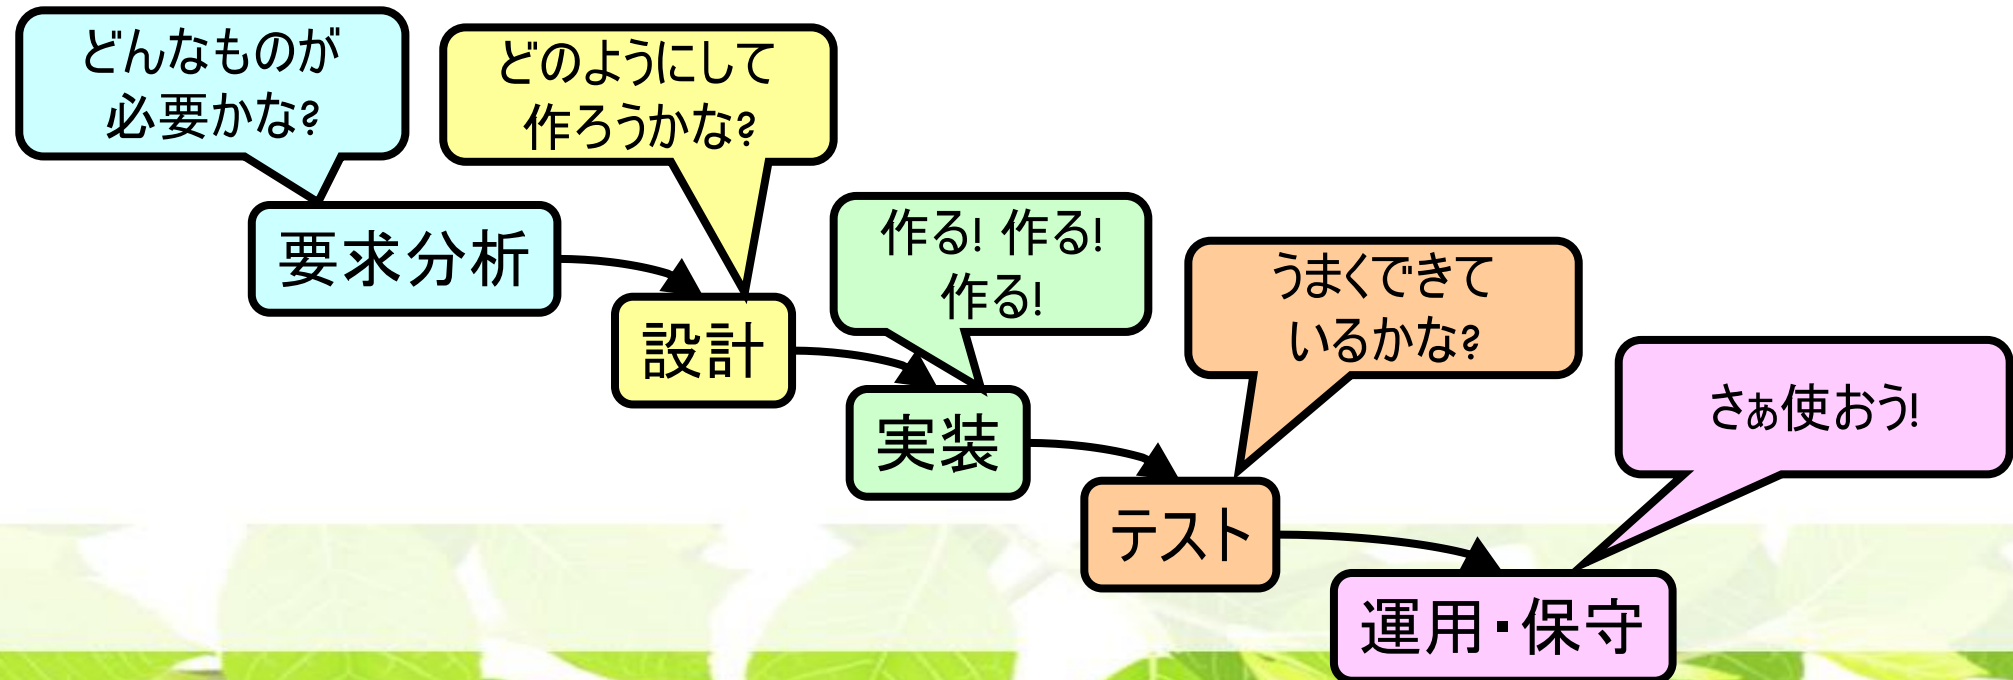 どんなものが
必要かな?
どのようにして
作ろうかな?
要求分析
作る! 作る!
作る!
設計
うまくできて
いるかな?
実装
さぁ使おう!
テスト
運用・保守